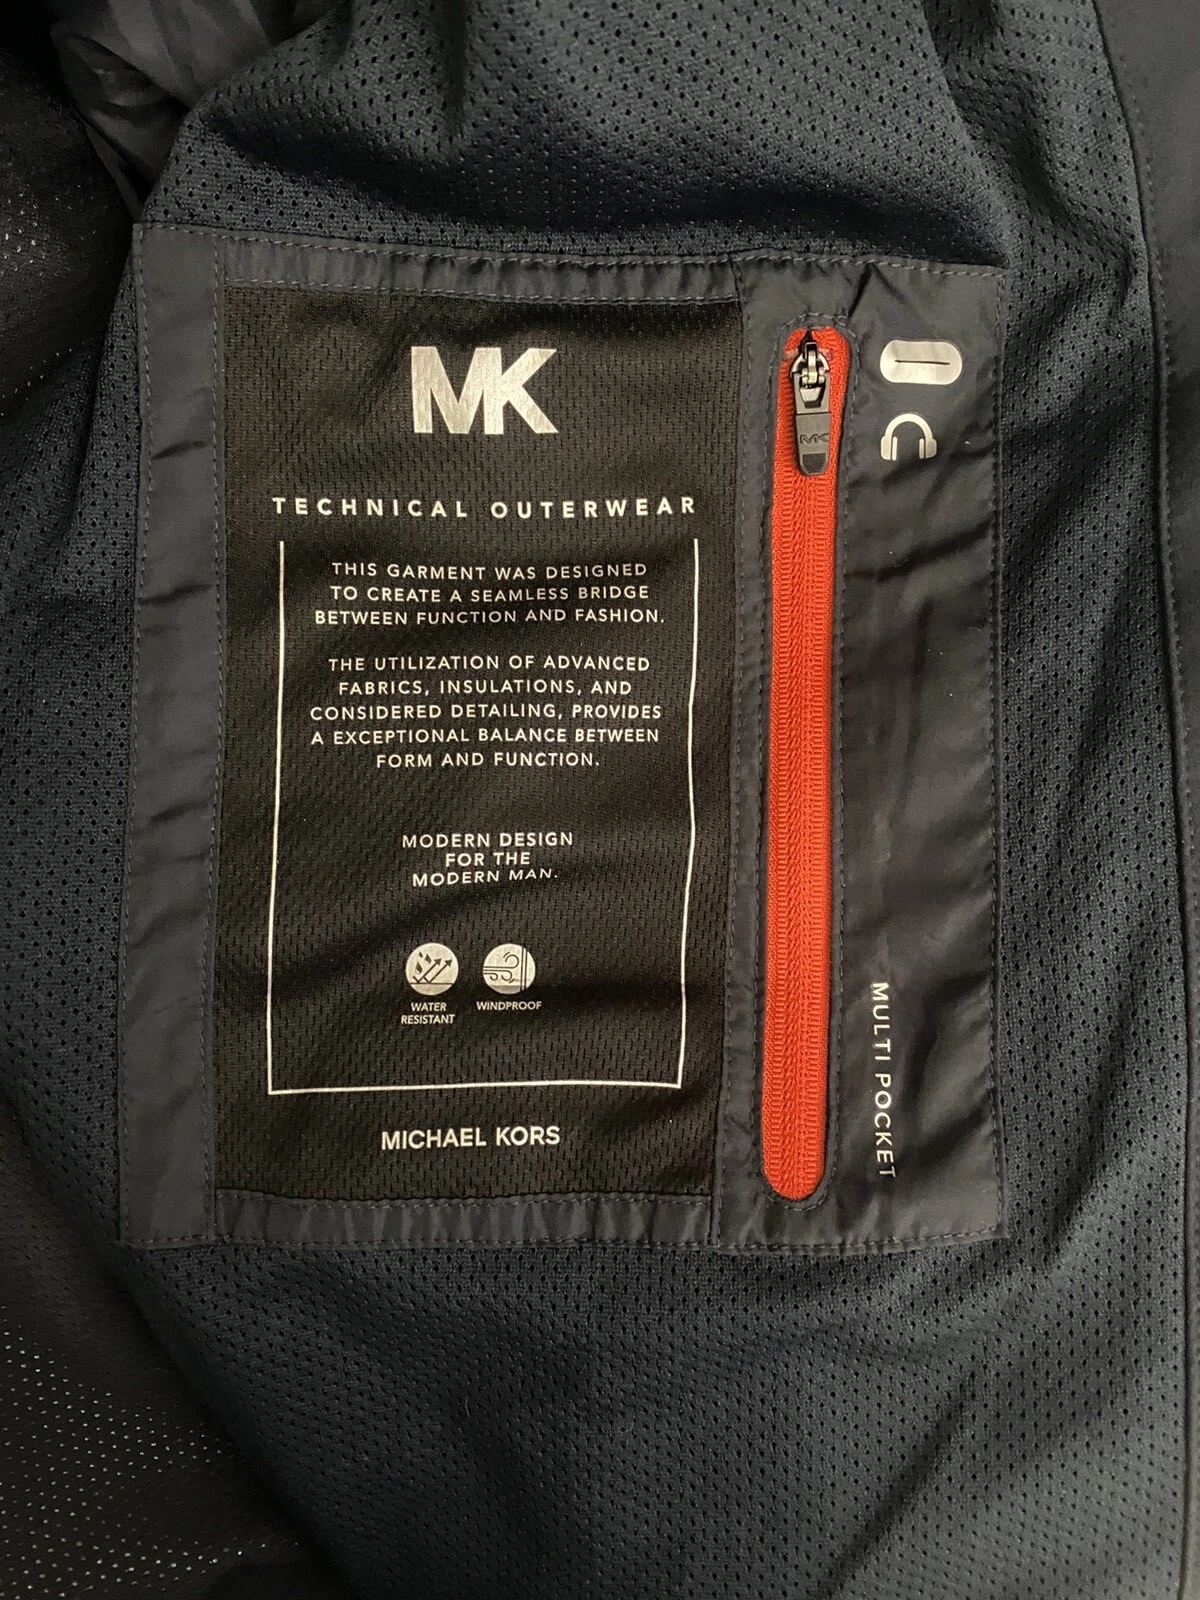 MK
TECHNICAL OUTERWEAR
THIS GARMENT WAS DESIGNED
TO CREATE A SEAMLESS BRIDGE
BETWEEN FUNCTION AND FASHION.
THE UTILIZATION OF ADVANCED
FABRICS, INSULATIONS, AND
CONSIDERED DETAILING, PROVIDES
A EXCEPTIONAL BALANCE BETWEEN
FORM AND FUNCTION.
MODERN DESIGN
FOR THE
MODERN MAN.
WATER
RESISTANT
WINDPROOF
MICHAEL KORS
MK
MULTI POCKET